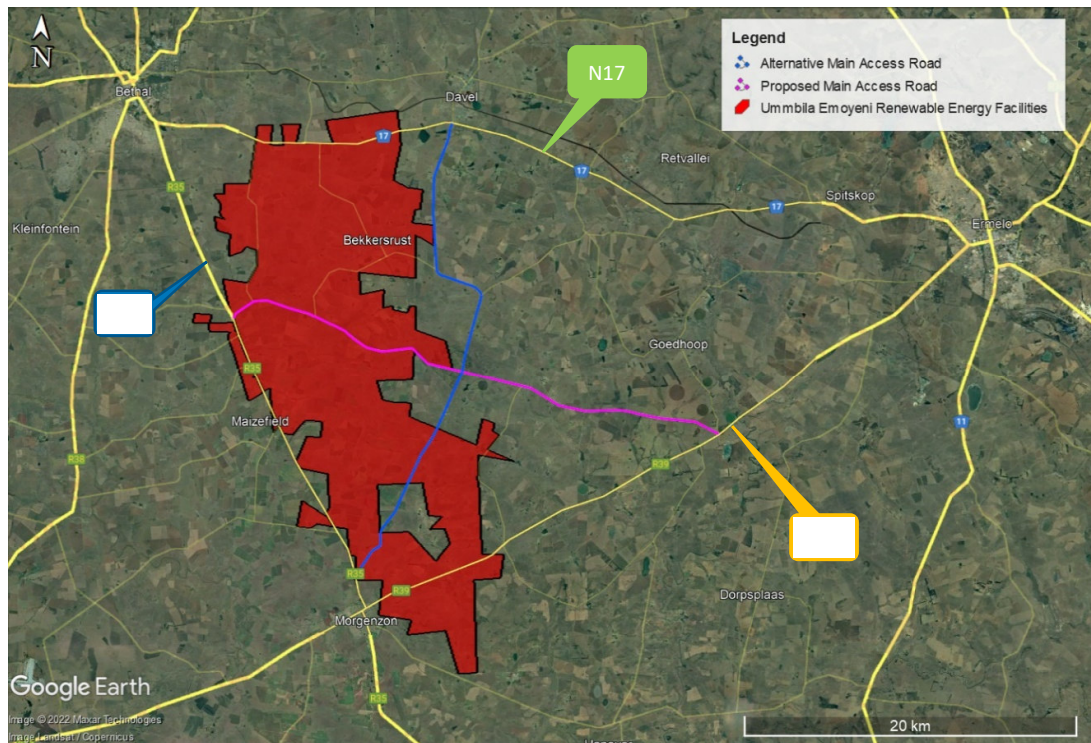 N
Legend
Alternative Main Access Road
Proposed Main Access Road
Ummbila Emoyeni Renewable Energy Facilities
N17
Bethal
Davel
17
17
Retvallei
R35
Spitskop
17
Ermelo
Kleinfontein
Bekkersrust
Goedhoop
R35
Maizefield
11
R38
R39
R35
R39
Dorpsplaas
Morgenzon
R35
Google Earth
Image © 2022 Maxar Technologies
Image Landsat / Copernicus
20 km